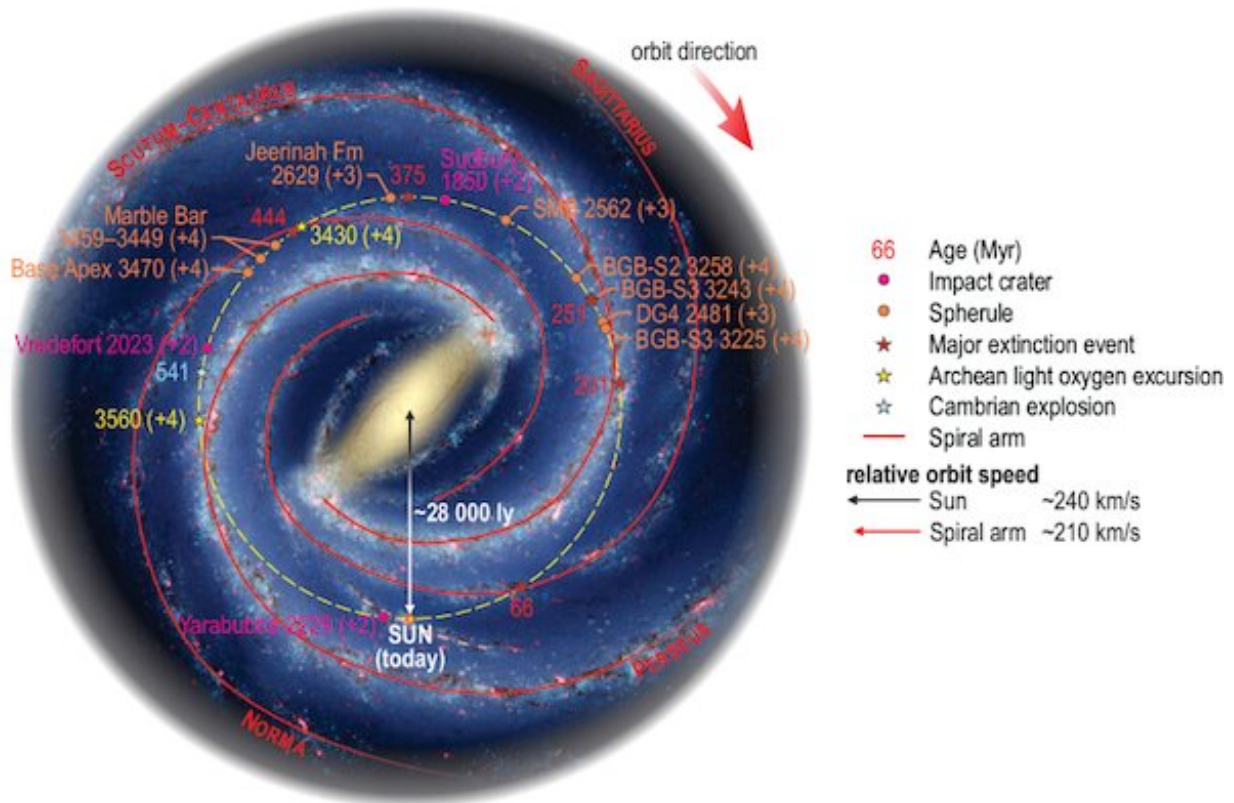 orbit direction
SAGITTARIUS
SCUTUM–CENTAUREN
Jeerinah Fm
2629 (+3)
375
Sudbury
1850 (+2)
SMB 2562 (+3)
Marble Bar
3459–3449 (+4)
444
3430 (+4)
Base Apex 3470 (+4)
BGB-S2 3258 (+4)
BGB-S3 3243 (+4)
251
DG4 2481 (+3)
BGB-S3 3225 (+4)
Vredefort 2023 (+2)
541
201
3560 (+4)
~28 000 ly
66
Yarabubba 2229 (+2)
SUN
(today)
PERSEUS
NORMA
66 Age (Myr)
Impact crater
Spherule
Major extinction event
Archean light oxygen excursion
Cambrian explosion
Spiral arm
relative orbit speed
Sun ~240 km/s
Spiral arm ~210 km/s